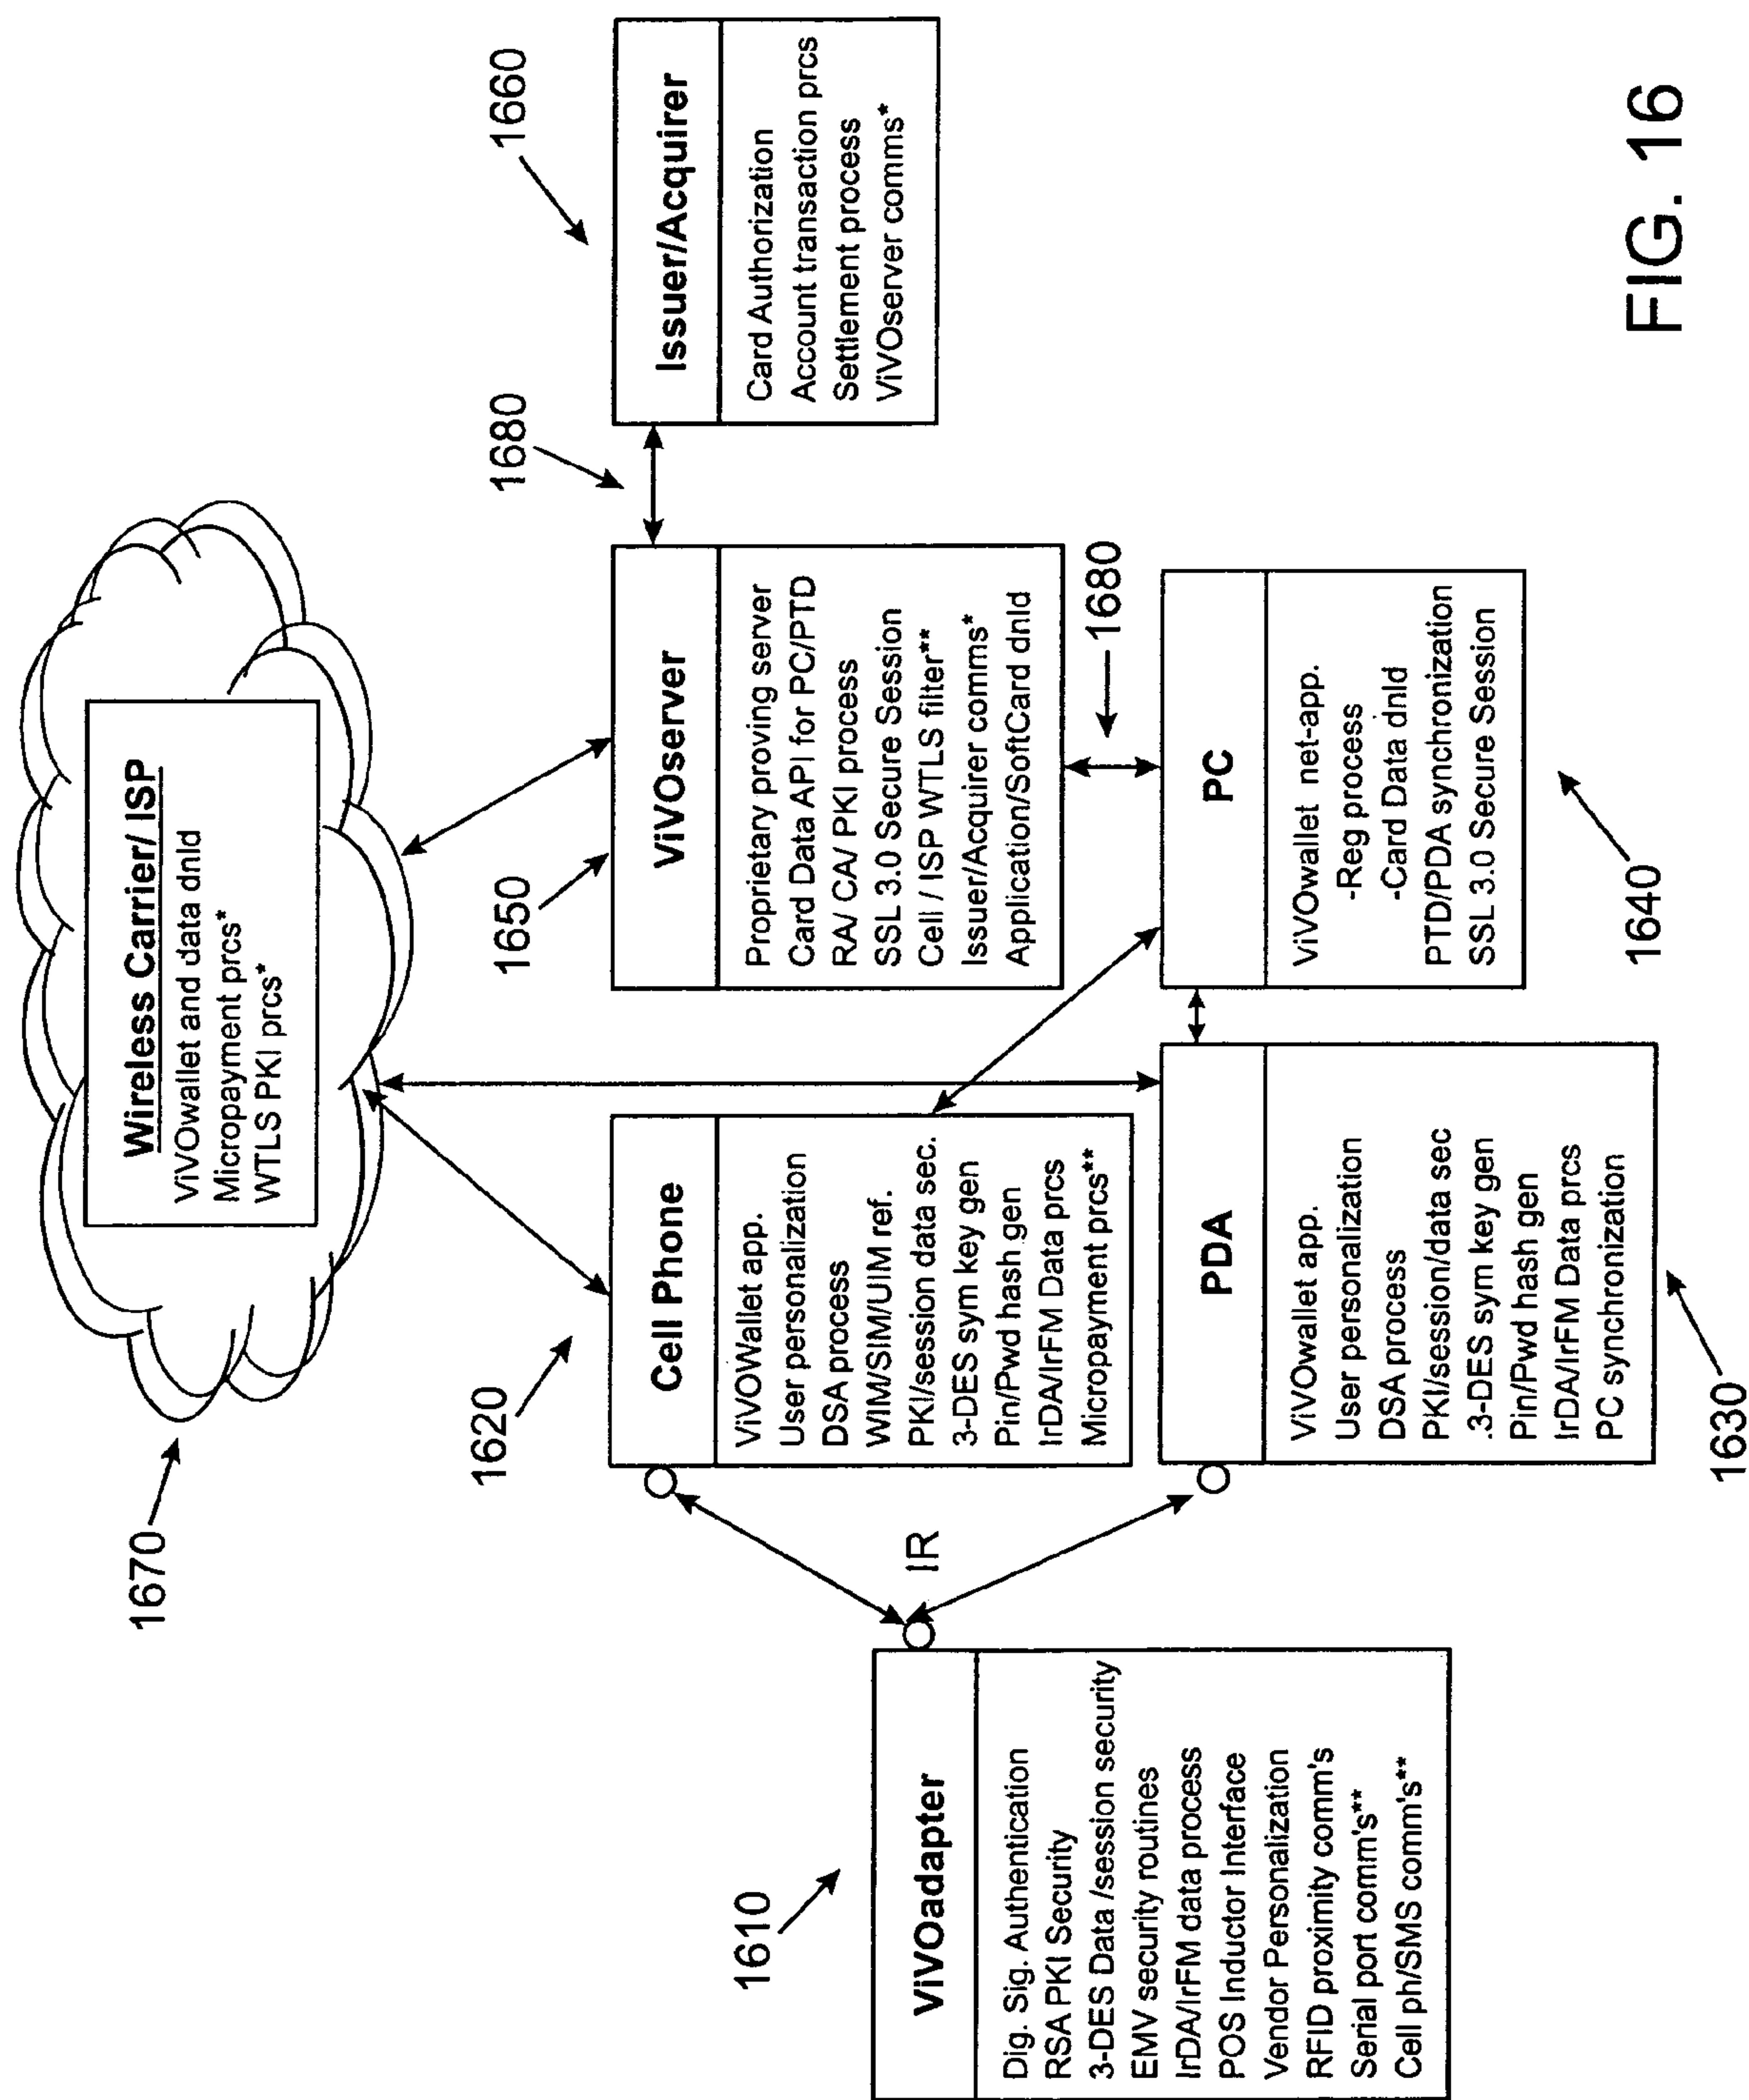 1670
Wireless Carrier/ ISP
ViVOwallet and data dnld
Micropayment prcs*
WTLS PKI prcs*
1660
Issuer/Acquirer
Card Authorization
Account transaction prcs
Settlement process
ViVOserver comms*
1680
1650
ViVOserver
Proprietary proving server
Card Data API for PC/PTD
RA/ CA/ PKI process
SSL 3.0 Secure Session
Cell / ISP WTLS filter**
Issuer/Acquirer comms*
Application/SoftCard dnld
1680
1620
Cell Phone
ViVOWallet app.
User personalization
DSA process
WIM/SIM/UIM ref.
PKI/session data sec.
3-DES sym key gen
Pin/Pwd hash gen
IrDA/IrFM Data prcs
Micropayment prcs**
PC
ViVOwallet net-app.
-Reg process
-Card Data dnld
PTD/PDA synchronization
SSL 3.0 Secure Session
1640
IR
PDA
ViVOwallet app.
User personalization
DSA process
PKI/session/data sec
.3-DES sym key gen
Pin/Pwd hash gen
IrDA/IrFM Data prcs
PC synchronization
1630
1610
ViVOadapter
Dig. Sig. Authentication
RSA PKI Security
3-DES Data /session security
EMV security routines
IrDA/IrFM data process
POS Inductor Interface
Vendor Personalization
RFID proximity comm's
Serial port comm's**
Cell ph/SMS comm's**
FIG. 16